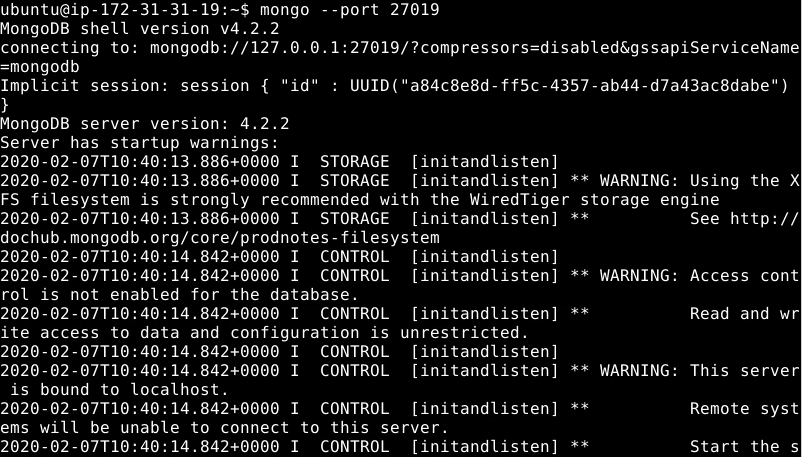 ubuntu@ip-172-31-31-19:~$ mongo --port 27019
MongoDB shell version v4.2.2
connecting to: mongodb://127.0.0.1:27019/?compressors=disabled&gssapiServiceName
=mongodb
Implicit session: session { "id" : UUID("a84c8e8d-ff5c-4357-ab44-d7a43ac8dabe")
}
MongoDB server version: 4.2.2
Server has startup warnings:
2020-02-07T10:40:13.886+0000 I  STORAGE  [initandlisten]
2020-02-07T10:40:13.886+0000 I  STORAGE  [initandlisten] ** WARNING: Using the X
FS filesystem is strongly recommended with the WiredTiger storage engine
2020-02-07T10:40:13.886+0000 I  STORAGE  [initandlisten] **          See http://
dochub.mongodb.org/core/prodnotes-filesystem
2020-02-07T10:40:14.842+0000 I  CONTROL  [initandlisten]
2020-02-07T10:40:14.842+0000 I  CONTROL  [initandlisten] ** WARNING: Access cont
rol is not enabled for the database.
2020-02-07T10:40:14.842+0000 I  CONTROL  [initandlisten] **          Read and wr
ite access to data and configuration is unrestricted.
2020-02-07T10:40:14.842+0000 I  CONTROL  [initandlisten]
2020-02-07T10:40:14.842+0000 I  CONTROL  [initandlisten] ** WARNING: This server
 is bound to localhost.
2020-02-07T10:40:14.842+0000 I  CONTROL  [initandlisten] **          Remote syst
ems will be unable to connect to this server.
2020-02-07T10:40:14.842+0000 I  CONTROL  [initandlisten] **          Start the s